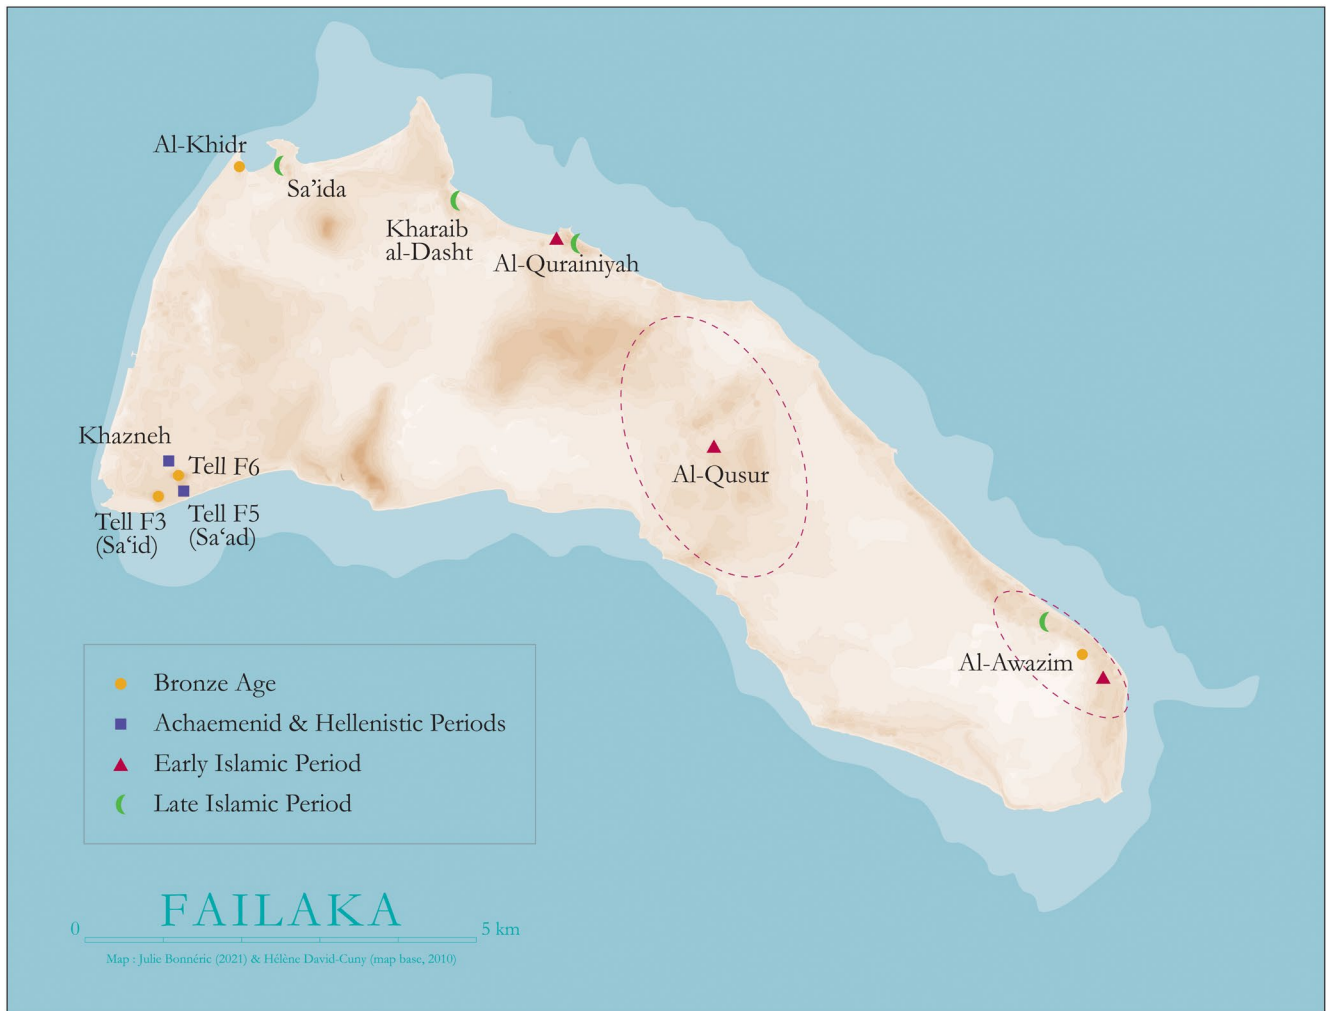 Al-Khidr
Sa’ida
Kharaib
al-Dasht
Al-Qurainiyah
Al-Qusur
Khazneh
Tell F6
Tell F3
(Sa‘id)
Tell F5
(Sa‘ad)
Al-Awazim
Bronze Age
Achaemenid & Hellenistic Periods
Early Islamic Period
Late Islamic Period
FAILAKA
0
5 km
Map : Julie Bonnéric (2021) & Hélène David-Cuny (map base, 2010)